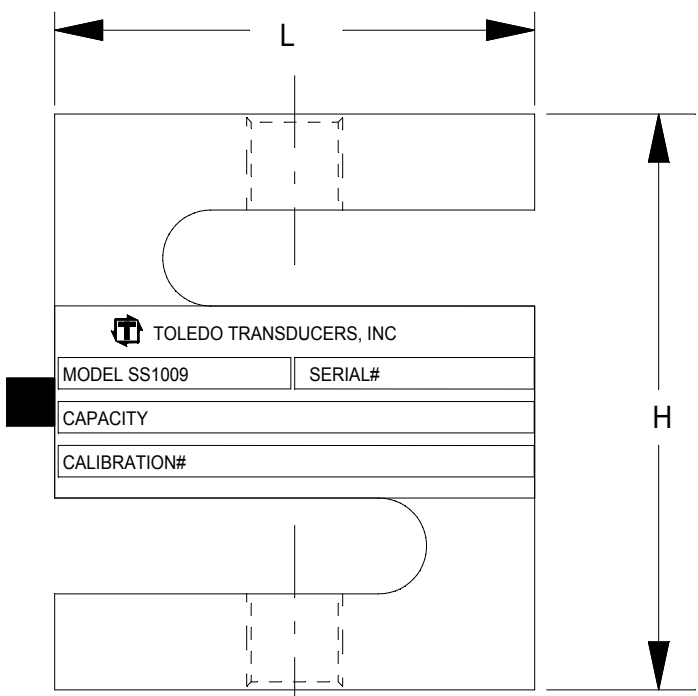 L
T TOLEDO TRANSDUCERS, INC
MODEL SS1009 SERIAL#
CAPACITY
H
CALIBRATION#